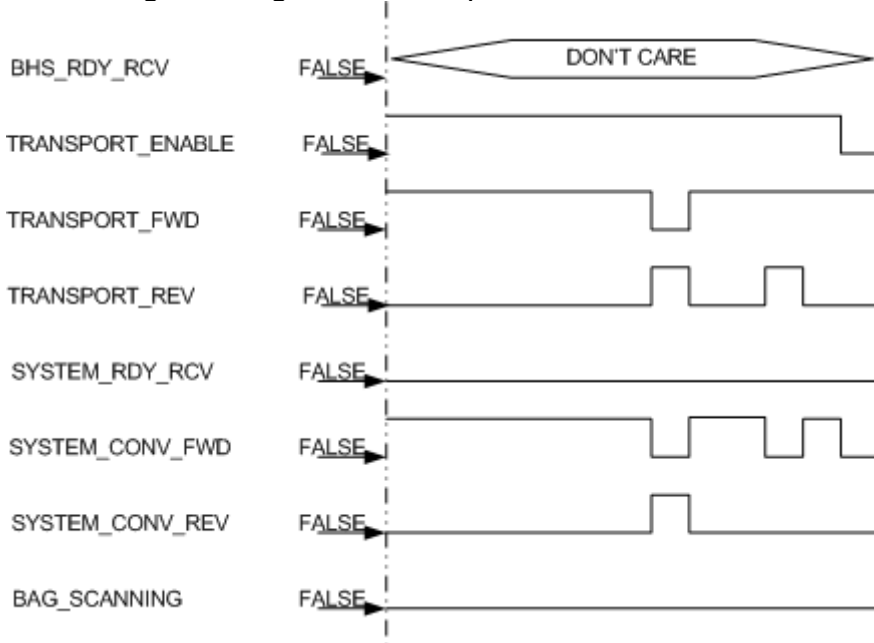 BHS_RDY_RCV FALSE DON'T CARE
TRANSPORT_ENABLE FALSE
TRANSPORT_FWD FALSE
TRANSPORT_REV FALSE
SYSTEM_RDY_RCV FALSE
SYSTEM_CONV_FWD FALSE
SYSTEM_CONV_REV FALSE
BAG_SCANNING FALSE